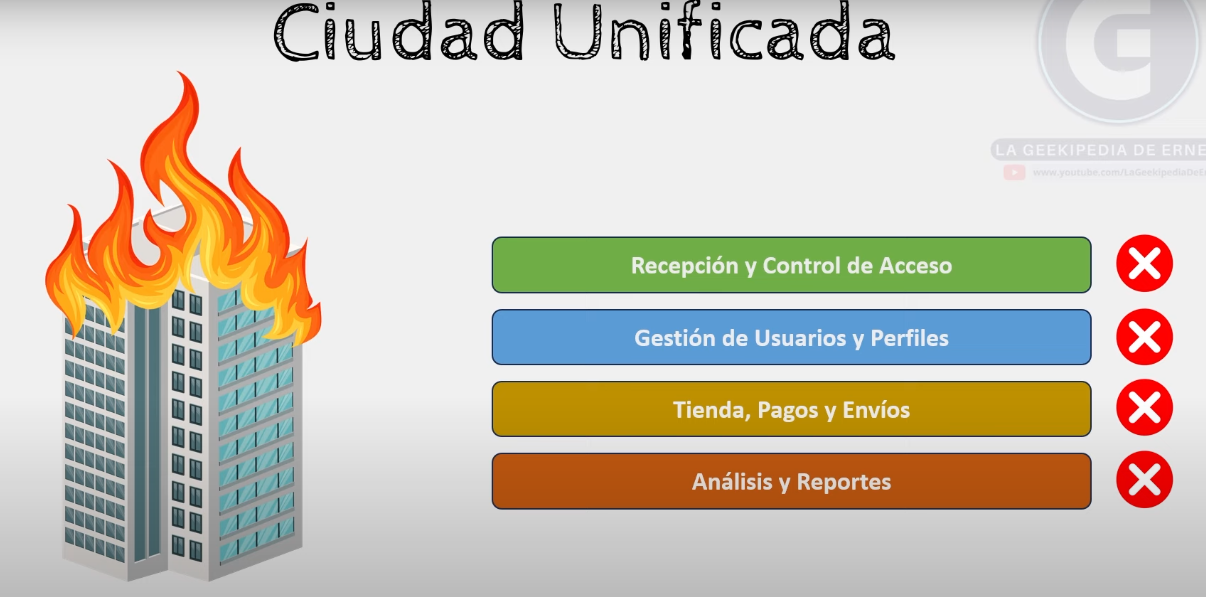 Ciudad Unificada
G
LA GEEKIPEDIA DE ERNE
www.youtube.com/LaGeekipediaDeE
Recepción y Control de Acceso
Gestión de Usuarios y Perfiles
Tienda, Pagos y Envíos
Análisis y Reportes